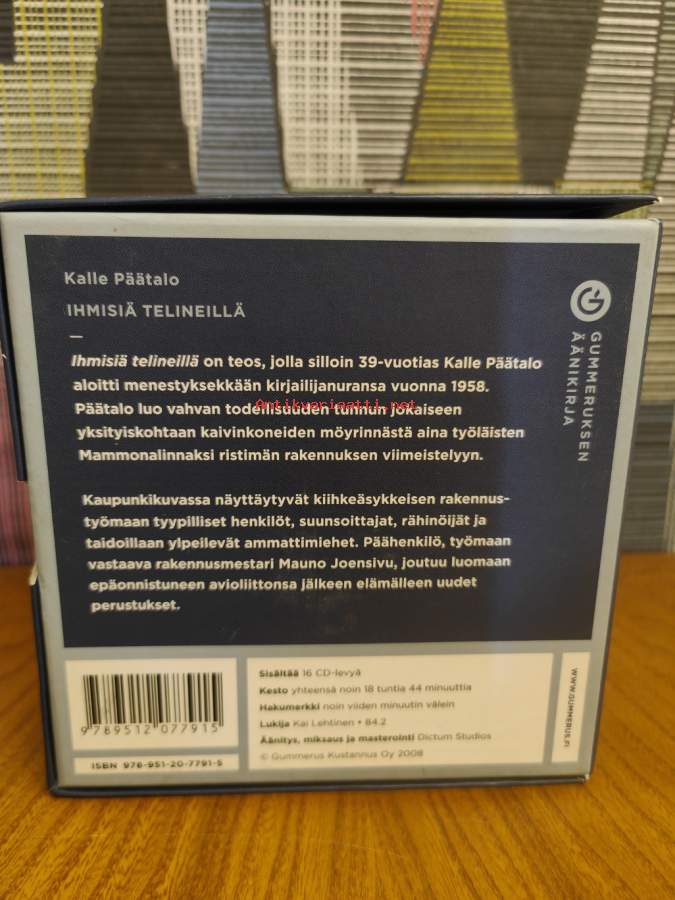 Kalle Päätalo
IHMISIÄ TELINEILLÄ
—
Ihmisiä telineillä on teos, jolla silloin 39-vuotias Kalle Päätalo
aloitti menestyksekkään kirjailijanuransa vuonna 1958.
Päätalo luo vahvan todellisuuden tunnun jokaiseen
yksityiskohtaan kaivinkoneiden möyrinnästä aina työläisten
Mammonalinnaksi ristimän rakennuksen viimeistelyyn.
Kaupunkikuvassa näyttäytyvät kiihkeäsykkeisen rakennus-
työmaan tyypilliset henkilöt, suunsoittajat, rähinöijät ja
taidoillaan ylpeilevät ammattimiehet. Päähenkilö, työmaan
vastaava rakennusmestari Mauno Joensivu, joutuu luomaan
epäonnistuneen avioliittonsa jälkeen elämälleen uudet
perustukset.
GUMMERUKSEN
ÄÄNIKIRJA
Antikvariaatti.net
9 789512 077915
ISBN 978-951-20-7791-5
Sisältää 16 CD-levyä
Kesto yhteensä noin 18 tuntia 44 minuuttia
Hakumerkki noin viiden minuutin välein
Lukija Kai Lehtinen • 84.2
Äänitys, miksaus ja masterointi Dictum Studios
© Gummerus Kustannus Oy 2008
WWW.GUMMERUS.FI